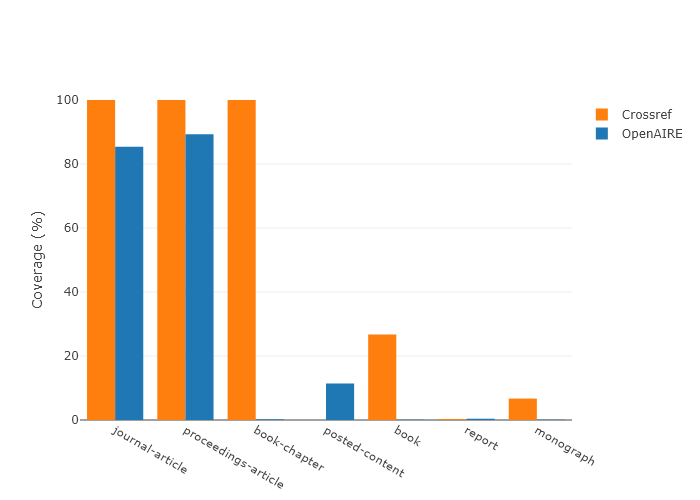 100
80
60
40
20
0
Coverage (%)
journal-article
proceedings-article
book-chapter
posted-content
book
report
monograph
Crossref
OpenAIRE